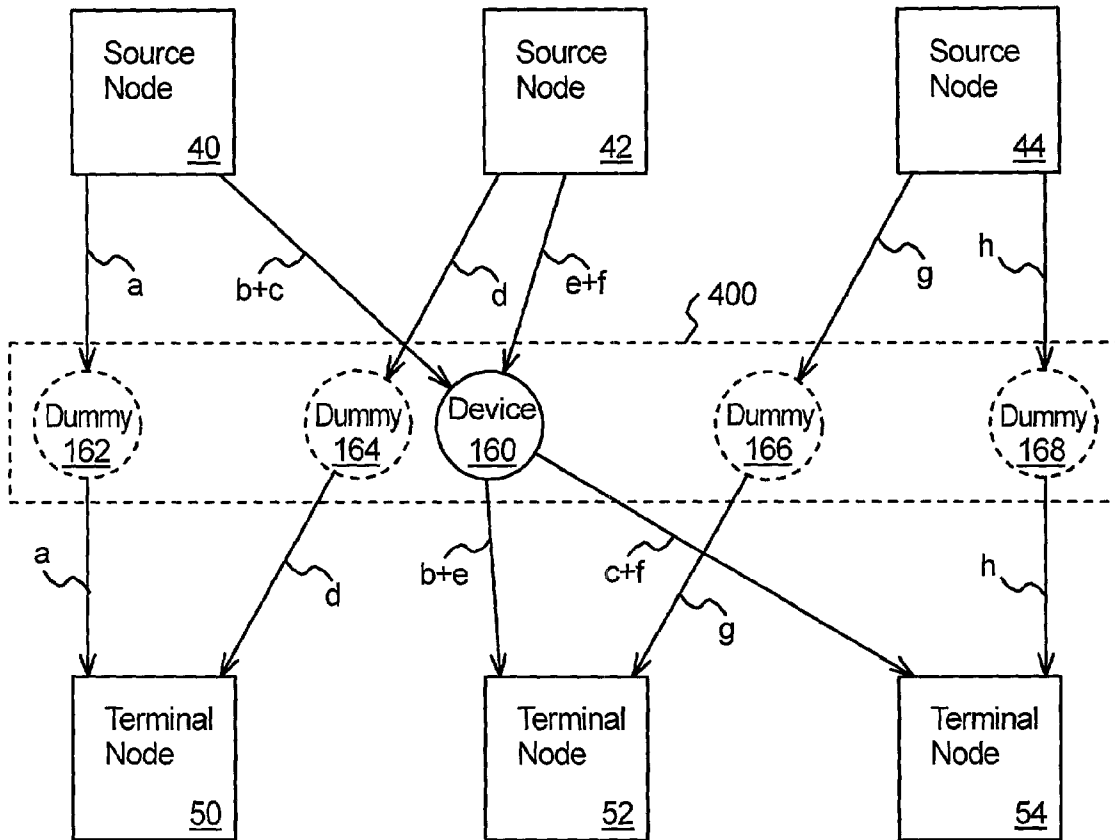 Source
Node
40
Source
Node
42
Source
Node
44
a
b+c
d
e+f
g
h
400
Dummy
162
Dummy
164
Device
160
Dummy
166
Dummy
168
a
d
b+e
c+f
g
h
Terminal
Node
50
Terminal
Node
52
Terminal
Node
54